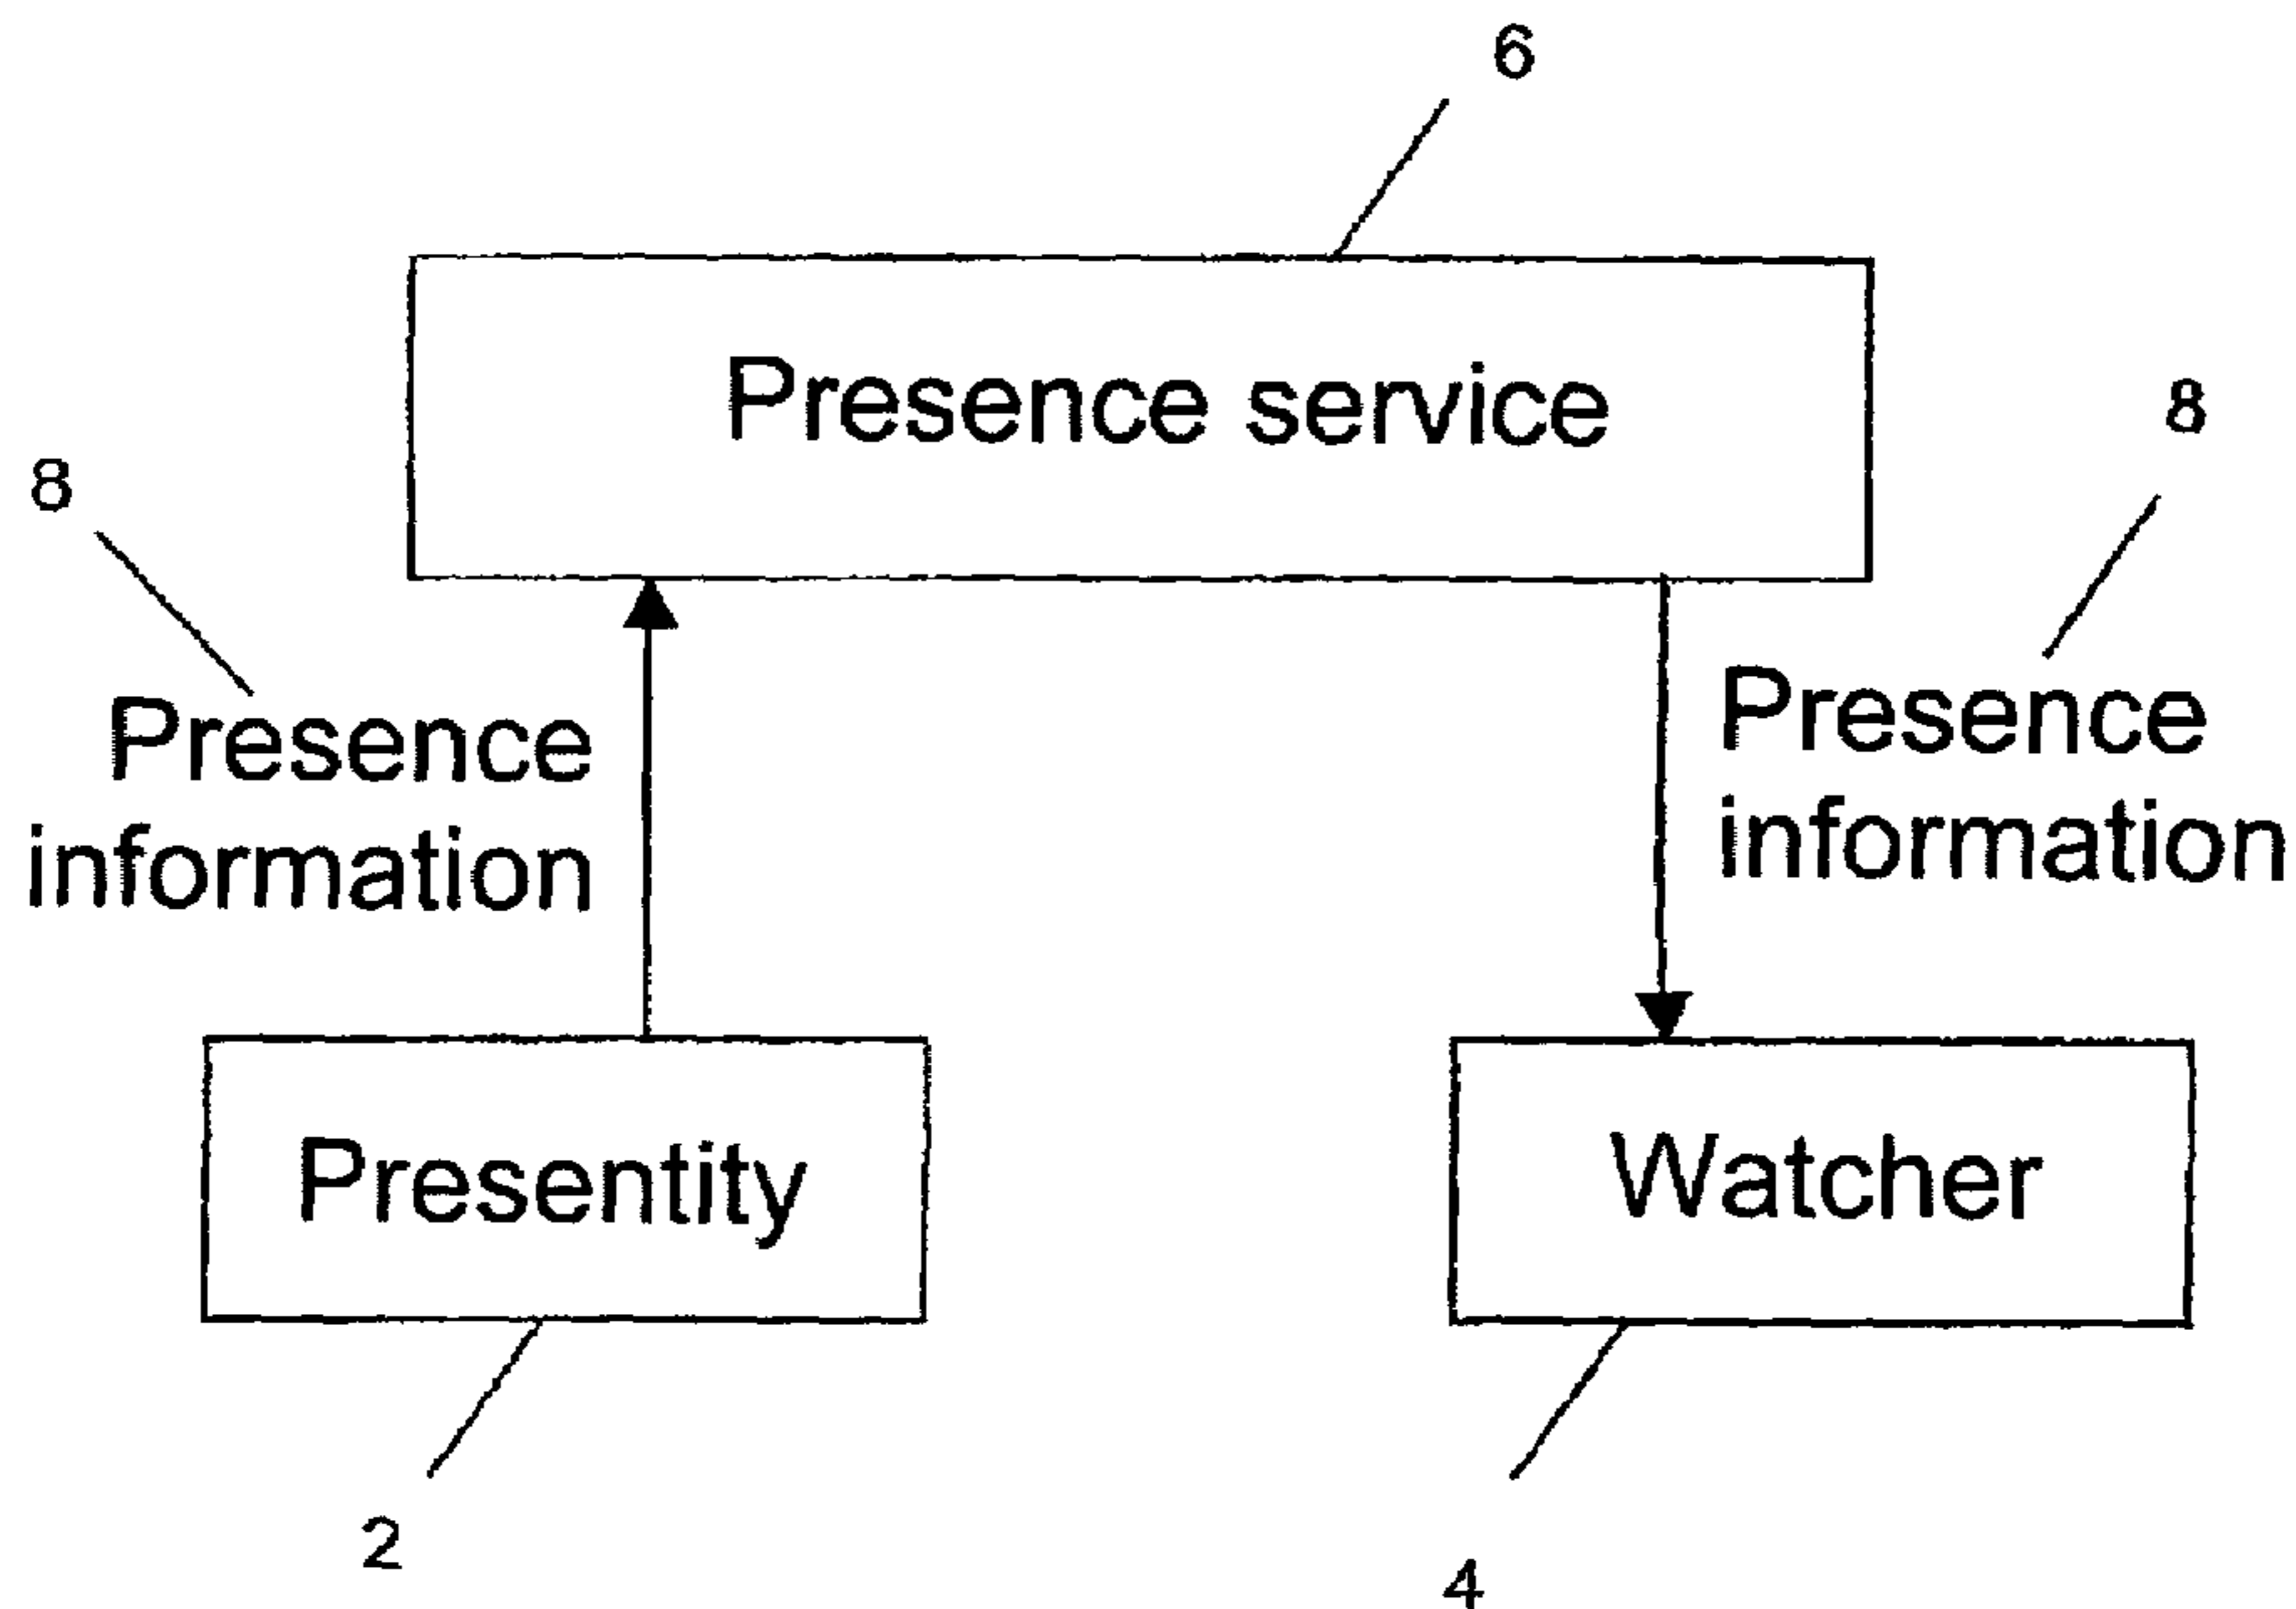 6
Presence service
8
8
Presence
information
Presence
information
Presentity
Watcher
2
4